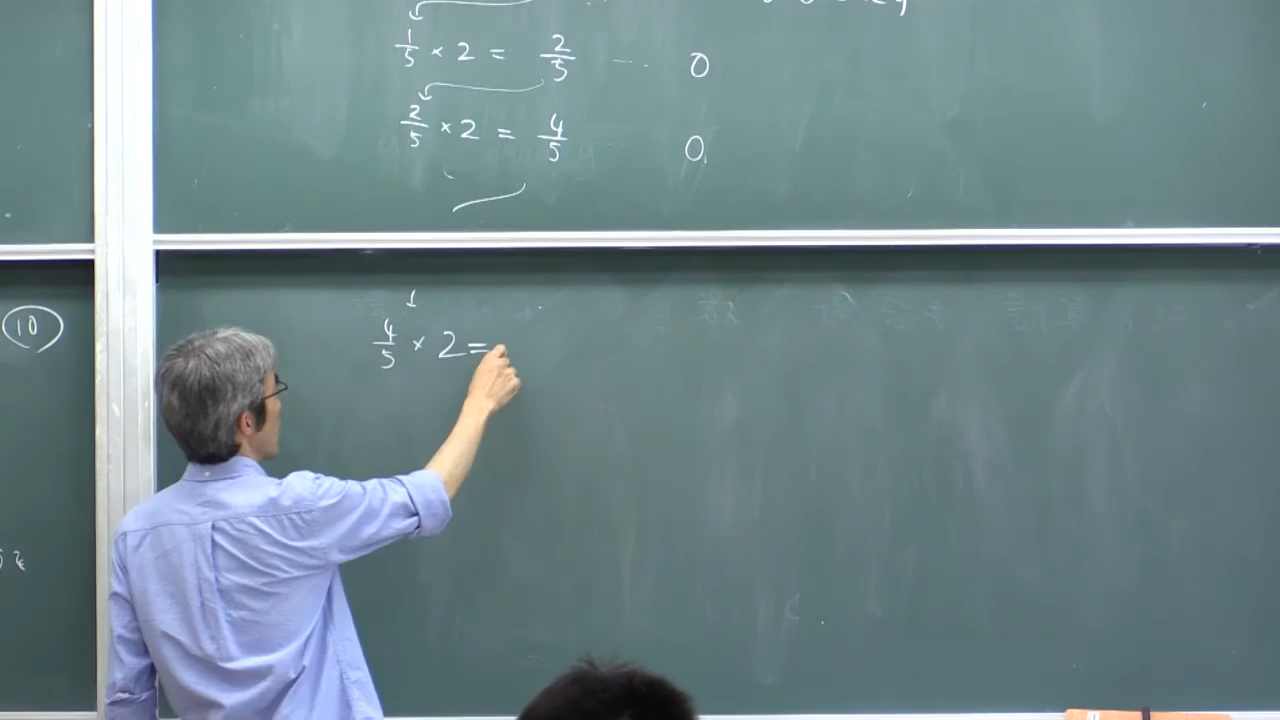 1/5 × 2 = 2/5 ... 0
2/5 × 2 = 4/5 0
4/5 × 2 =
10